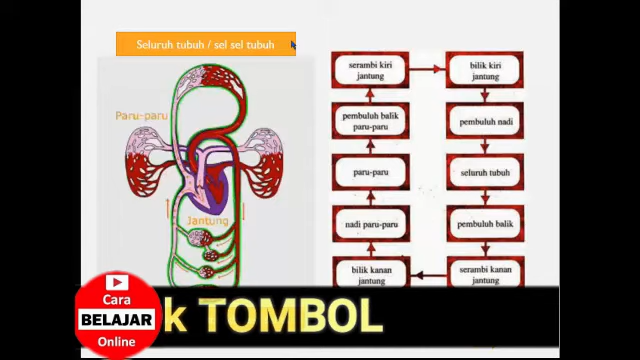 Seluruh tubuh / sel sel tubuh
Paru-paru
Jantung
serambi kiri
jantung
bilik kiri
jantung
pembuluh balik
paru-paru
pembuluh nadi
paru-paru
seluruh tubuh
nadi paru-paru
pembuluh balik
bilik kanan
jantung
serambi kanan
jantung
k TOMBOL
Cara
BELAJAR
Online